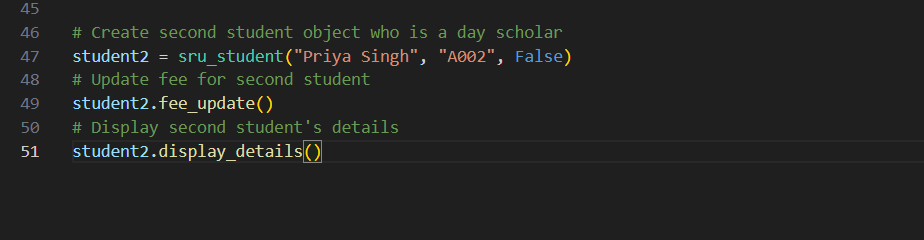 45
46 # Create second student object who is a day scholar
47 student2 = sru_student("Priya Singh", "A002", False)
48 # Update fee for second student
49 student2.fee_update()
50 # Display second student's details
51 student2.display_details()